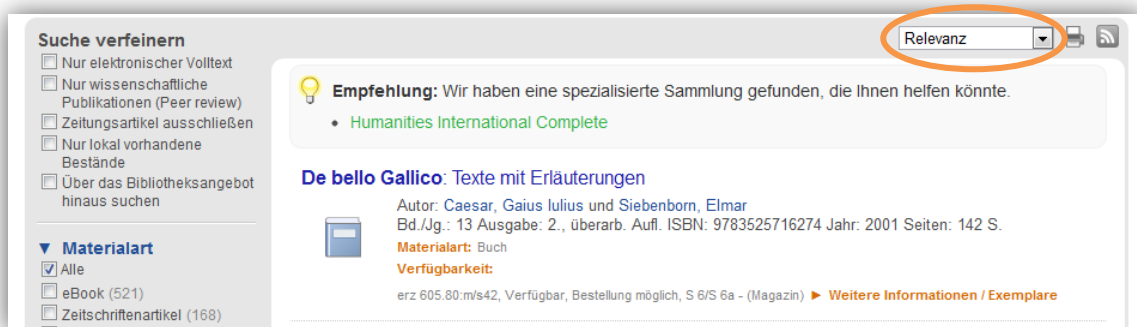 Suche verfeinern
Nur elektronischer Volltext
Nur wissenschaftliche
Publikationen (Peer review)
Zeitungsartikel ausschließen
Nur lokal vorhandene
Bestände
Über das Bibliotheksangebot
hinaus suchen
Materialart
Alle
eBook (521)
Zeitschriftenartikel (168)
Relevanz
Empfehlung: Wir haben eine spezialisierte Sammlung gefunden, die Ihnen helfen könnte.
• Humanities International Complete
De bello Gallico: Texte mit Erläuterungen
Autor: Caesar, Gaius Iulius und Siebenborn, Elmar
Bd./Jg.: 13 Ausgabe: 2., überarb. Aufl. ISBN: 9783525716274 Jahr: 2001 Seiten: 142 S.
Materialart: Buch
Verfügbarkeit:
erz 605.80:m/s42, Verfügbar, Bestellung möglich, S 6/S 6a - (Magazin) ► Weitere Informationen / Exemplare